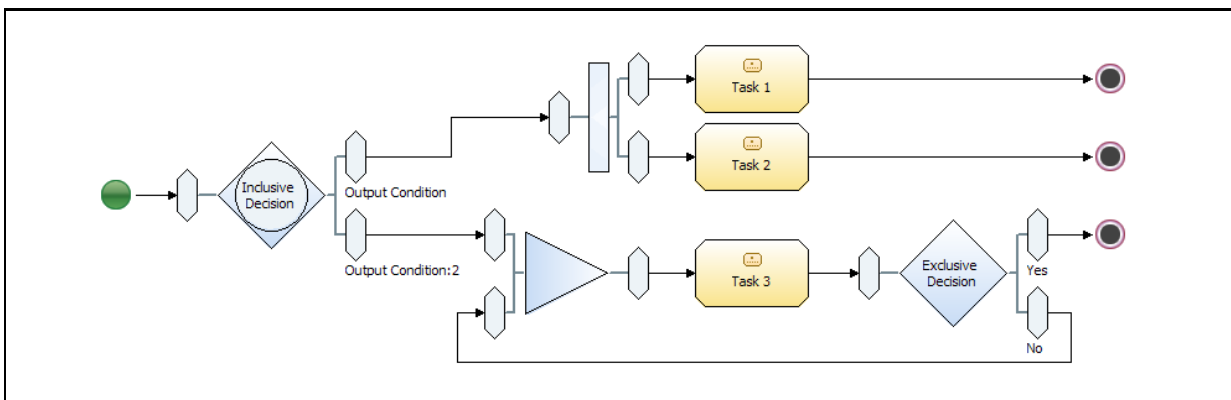 Task 1
Task 2
Inclusive
Decision
Output Condition
Output Condition:2
Task 3
Exclusive
Decision
Yes
No